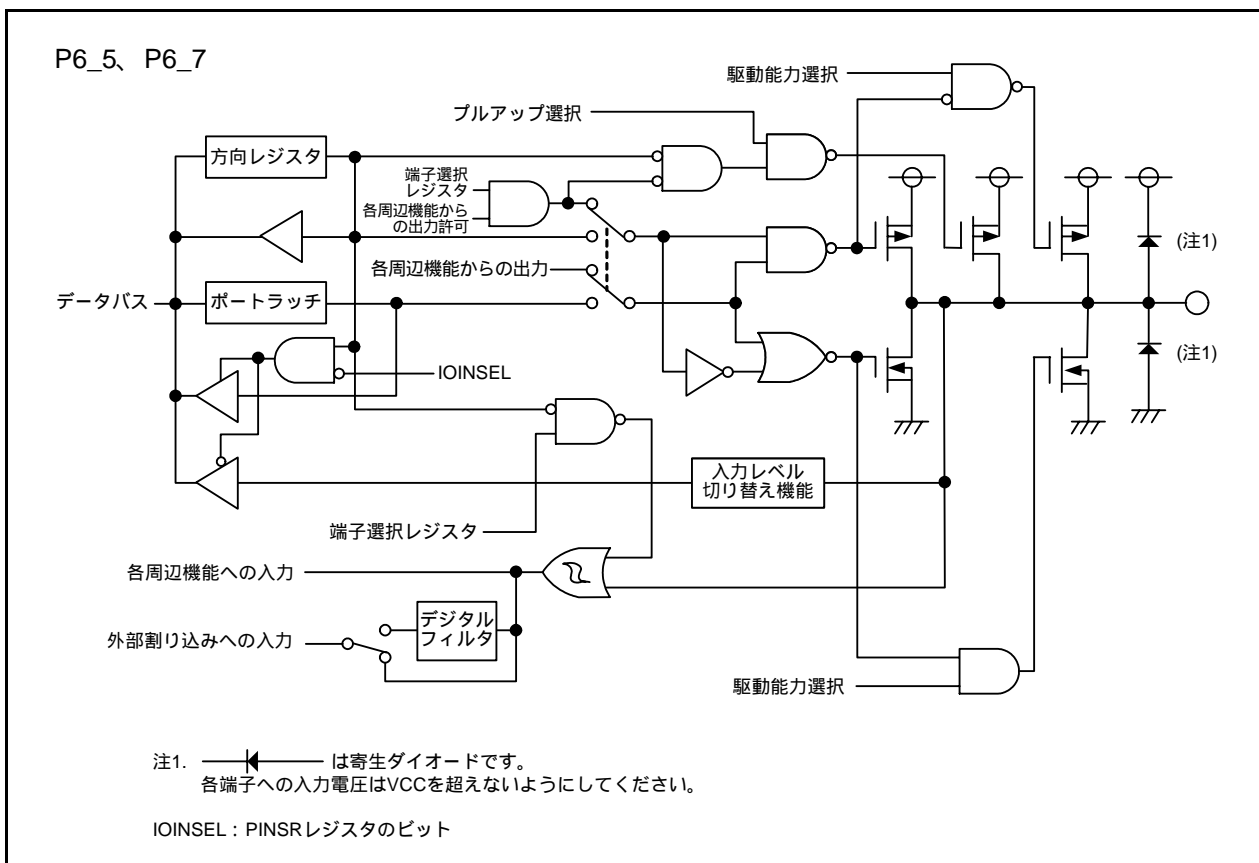 P6_5、P6_7
駆動能力選択
プルアップ選択
方向レジスタ
端子選択
レジスタ
各周辺機能から
の出力許可
(注1)
各周辺機能からの出力
データバス
ポートラッチ
(注1)
IOINSEL
入力レベル
切り替え機能
端子選択レジスタ
各周辺機能への入力
デジタル
フィルタ
外部割り込みへの入力
駆動能力選択
注1. は寄生ダイオードです。
各端子への入力電圧はVCCを超えないようにしてください。
IOINSEL：PINSRレジスタのビット